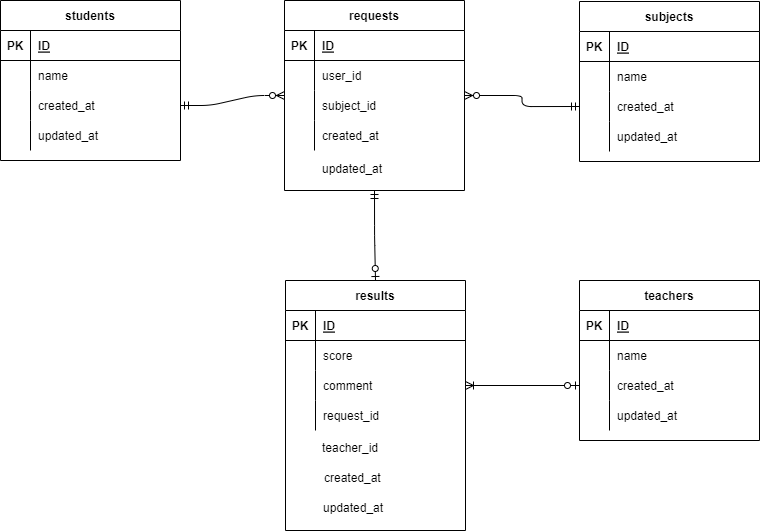 students
PK ID
name
created_at
updated_at
requests
PK ID
user_id
subject_id
created_at
updated_at
subjects
PK ID
name
created_at
updated_at
results
PK ID
score
comment
request_id
teacher_id
created_at
updated_at
teachers
PK ID
name
created_at
updated_at